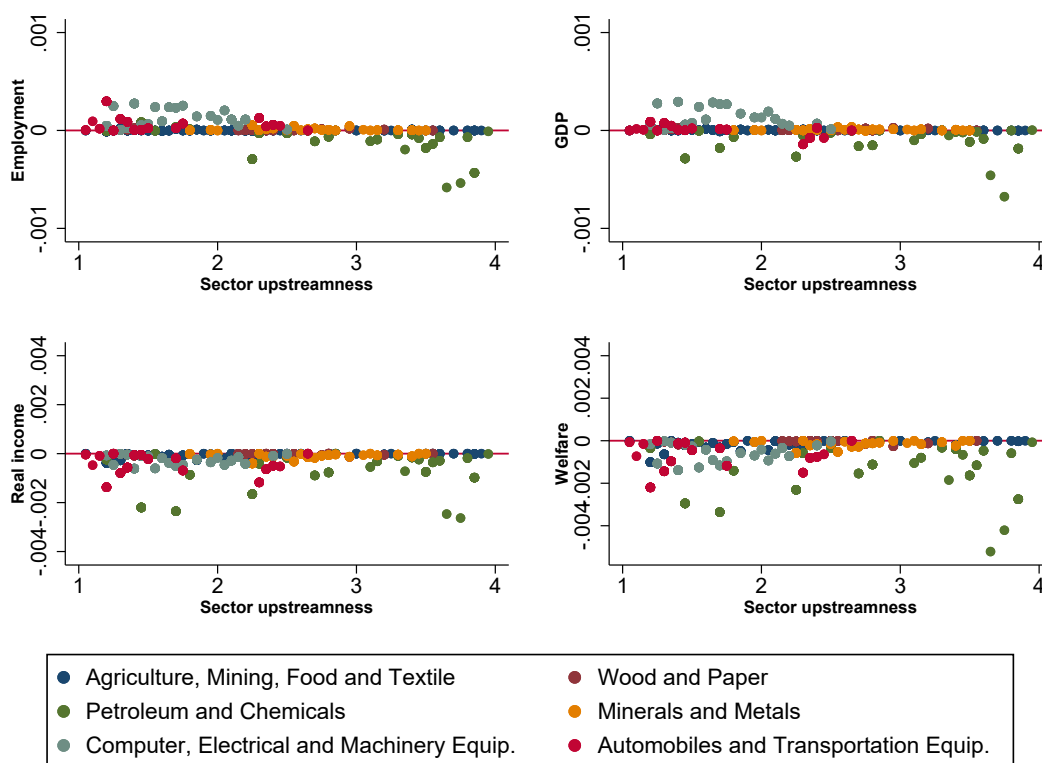 .001
0
-.001
Employment
1 2 3 4
Sector upstreamness
.001
0
-.001
GDP
1 2 3 4
Sector upstreamness
.004
.002
0
-.002
-.004
Real income
1 2 3 4
Sector upstreamness
.004
.002
0
-.002
-.004
Welfare
1 2 3 4
Sector upstreamness
Agriculture, Mining, Food and Textile
Wood and Paper
Petroleum and Chemicals
Minerals and Metals
Computer, Electrical and Machinery Equip.
Automobiles and Transportation Equip.